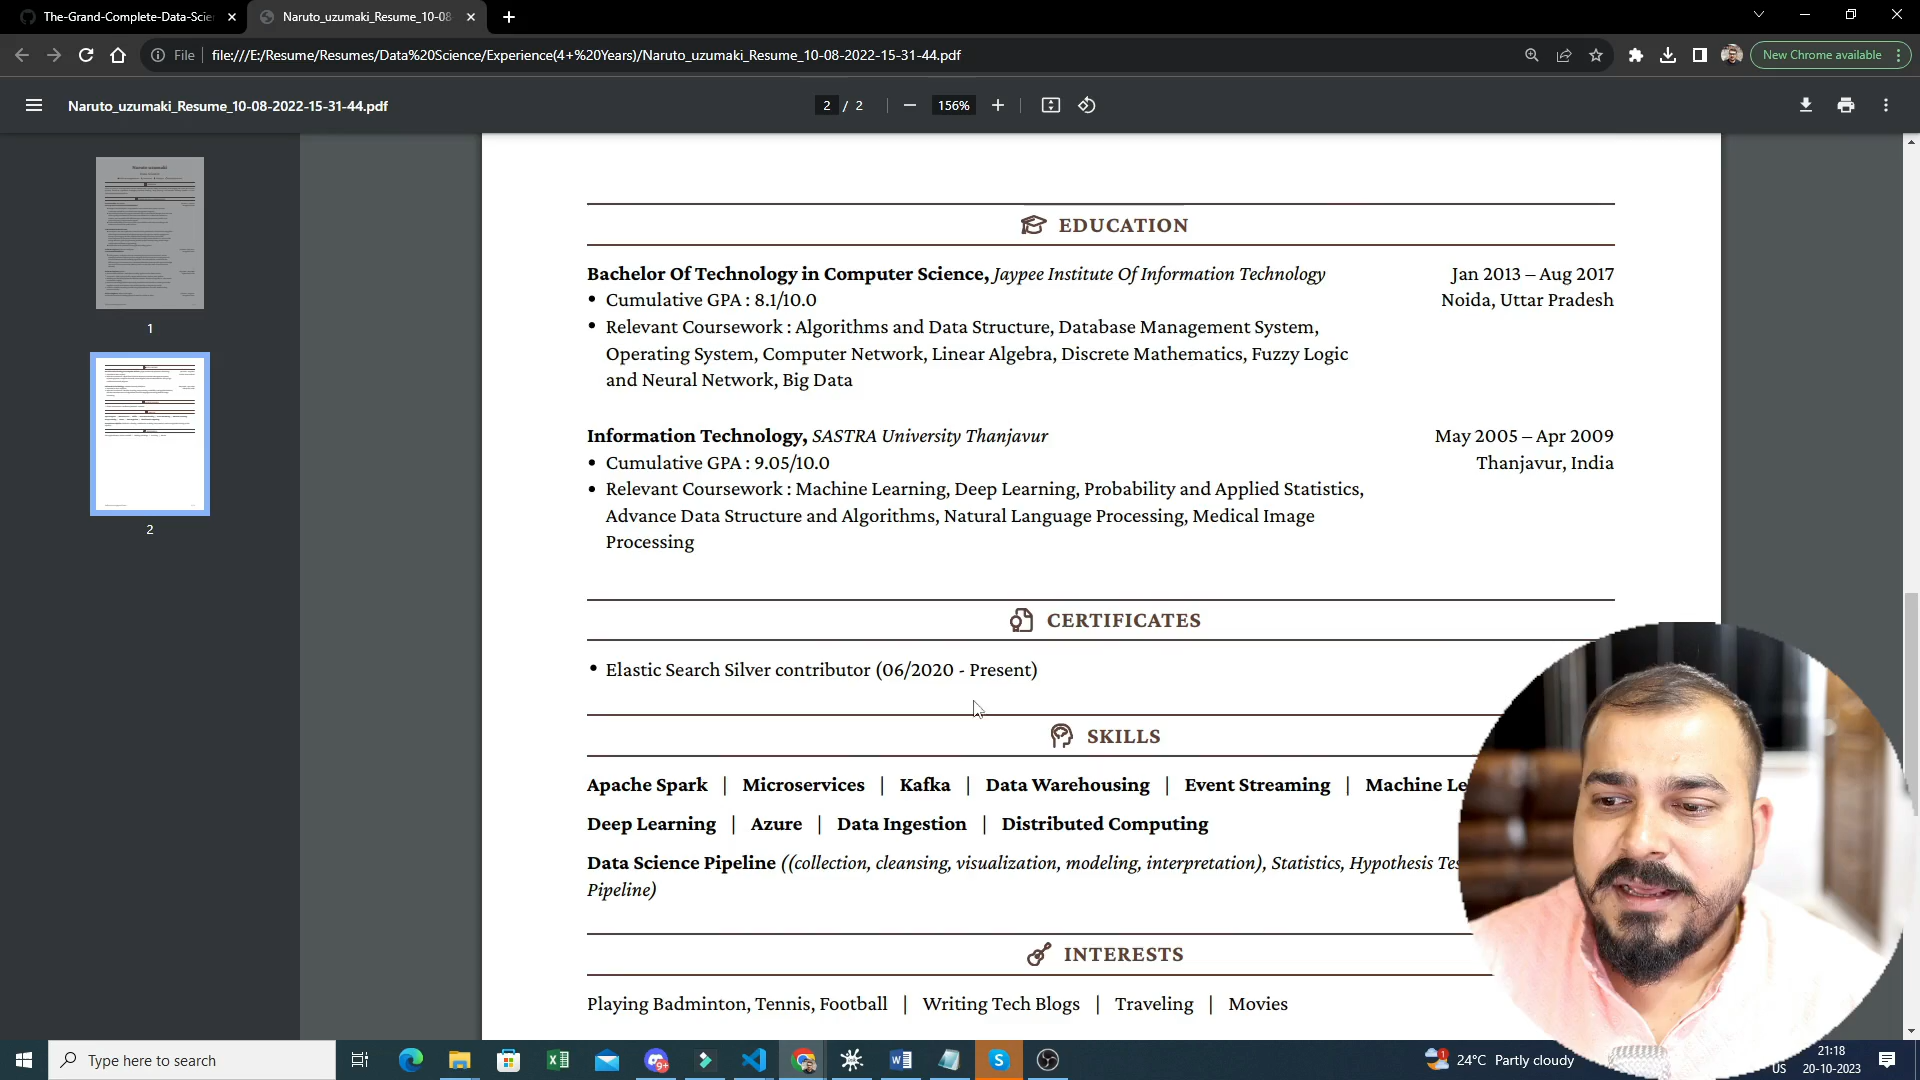 The-Grand-Complete-Data-Scie
Naruto_uzumaki_Resume_10-08
File
file:///E:/Resume/Resumes/Data%20Science/Experience(4+%20Years)/Naruto_uzumaki_Resume_10-08-2022-15-31-44.pdf
New Chrome available
Naruto_uzumaki_Resume_10-08-2022-15-31-44.pdf
2 / 2
156%
1
2
EDUCATION
Bachelor Of Technology in Computer Science, Jaypee Institute Of Information Technology Jan 2013 – Aug 2017
• Cumulative GPA : 8.1/10.0 Noida, Uttar Pradesh
• Relevant Coursework : Algorithms and Data Structure, Database Management System,
Operating System, Computer Network, Linear Algebra, Discrete Mathematics, Fuzzy Logic
and Neural Network, Big Data
Information Technology, SASTRA University Thanjavur May 2005 – Apr 2009
• Cumulative GPA : 9.05/10.0 Thanjavur, India
• Relevant Coursework : Machine Learning, Deep Learning, Probability and Applied Statistics,
Advance Data Structure and Algorithms, Natural Language Processing, Medical Image
Processing
CERTIFICATES
• Elastic Search Silver contributor (06/2020 - Present)
SKILLS
Apache Spark | Microservices | Kafka | Data Warehousing | Event Streaming | Machine Le
Deep Learning | Azure | Data Ingestion | Distributed Computing
Data Science Pipeline ((collection, cleansing, visualization, modeling, interpretation), Statistics, Hypothesis Tes
Pipeline)
INTERESTS
Playing Badminton, Tennis, Football | Writing Tech Blogs | Traveling | Movies
Type here to search
24°C Partly cloudy
US
21:18
20-10-2023